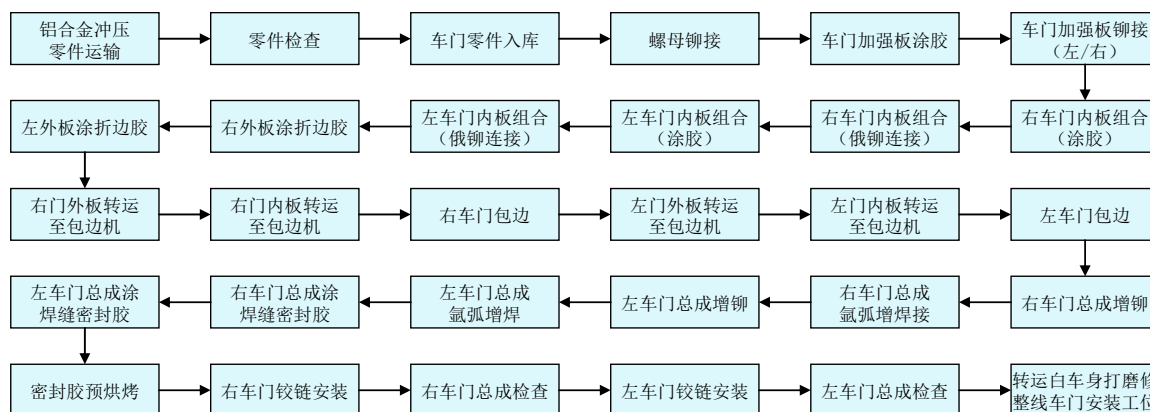 铝合金冲压
零件运输
零件检查
车门零件入库
螺母铆接
车门加强板涂胶
车门加强板铆接
（左/右）
左外板涂折边胶
右外板涂折边胶
左车门内板组合
（俄铆连接）
左车门内板组合
（涂胶）
右车门内板组合
（俄铆连接）
右车门内板组合
（涂胶）
右门外板转运
至包边机
右门内板转运
至包边机
右车门包边
左门外板转运
至包边机
左门内板转运
至包边机
左车门包边
左车门总成涂
焊缝密封胶
右车门总成涂
焊缝密封胶
左车门总成
氩弧增焊
左车门总成增铆
右车门总成
氩弧增焊接
右车门总成增铆
密封胶预烘烤
右车门铰链安装
右车门总成检查
左车门铰链安装
左车门总成检查
转运白车身打磨修
整线车门安装工位